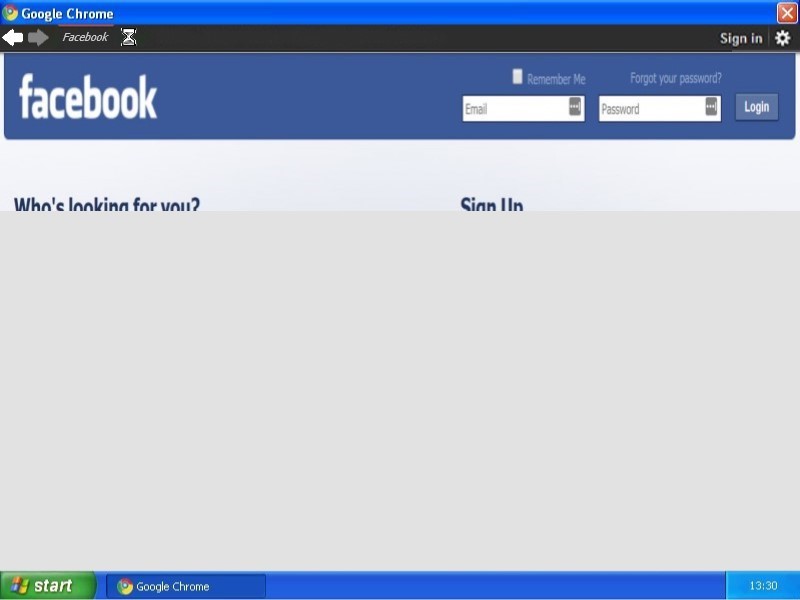 Google Chrome
Facebook
Sign in
facebook
Remember Me
Forgot your password?
Email
Password
Login
Who's looking for you?
Sign Up
start
Google Chrome
13:30